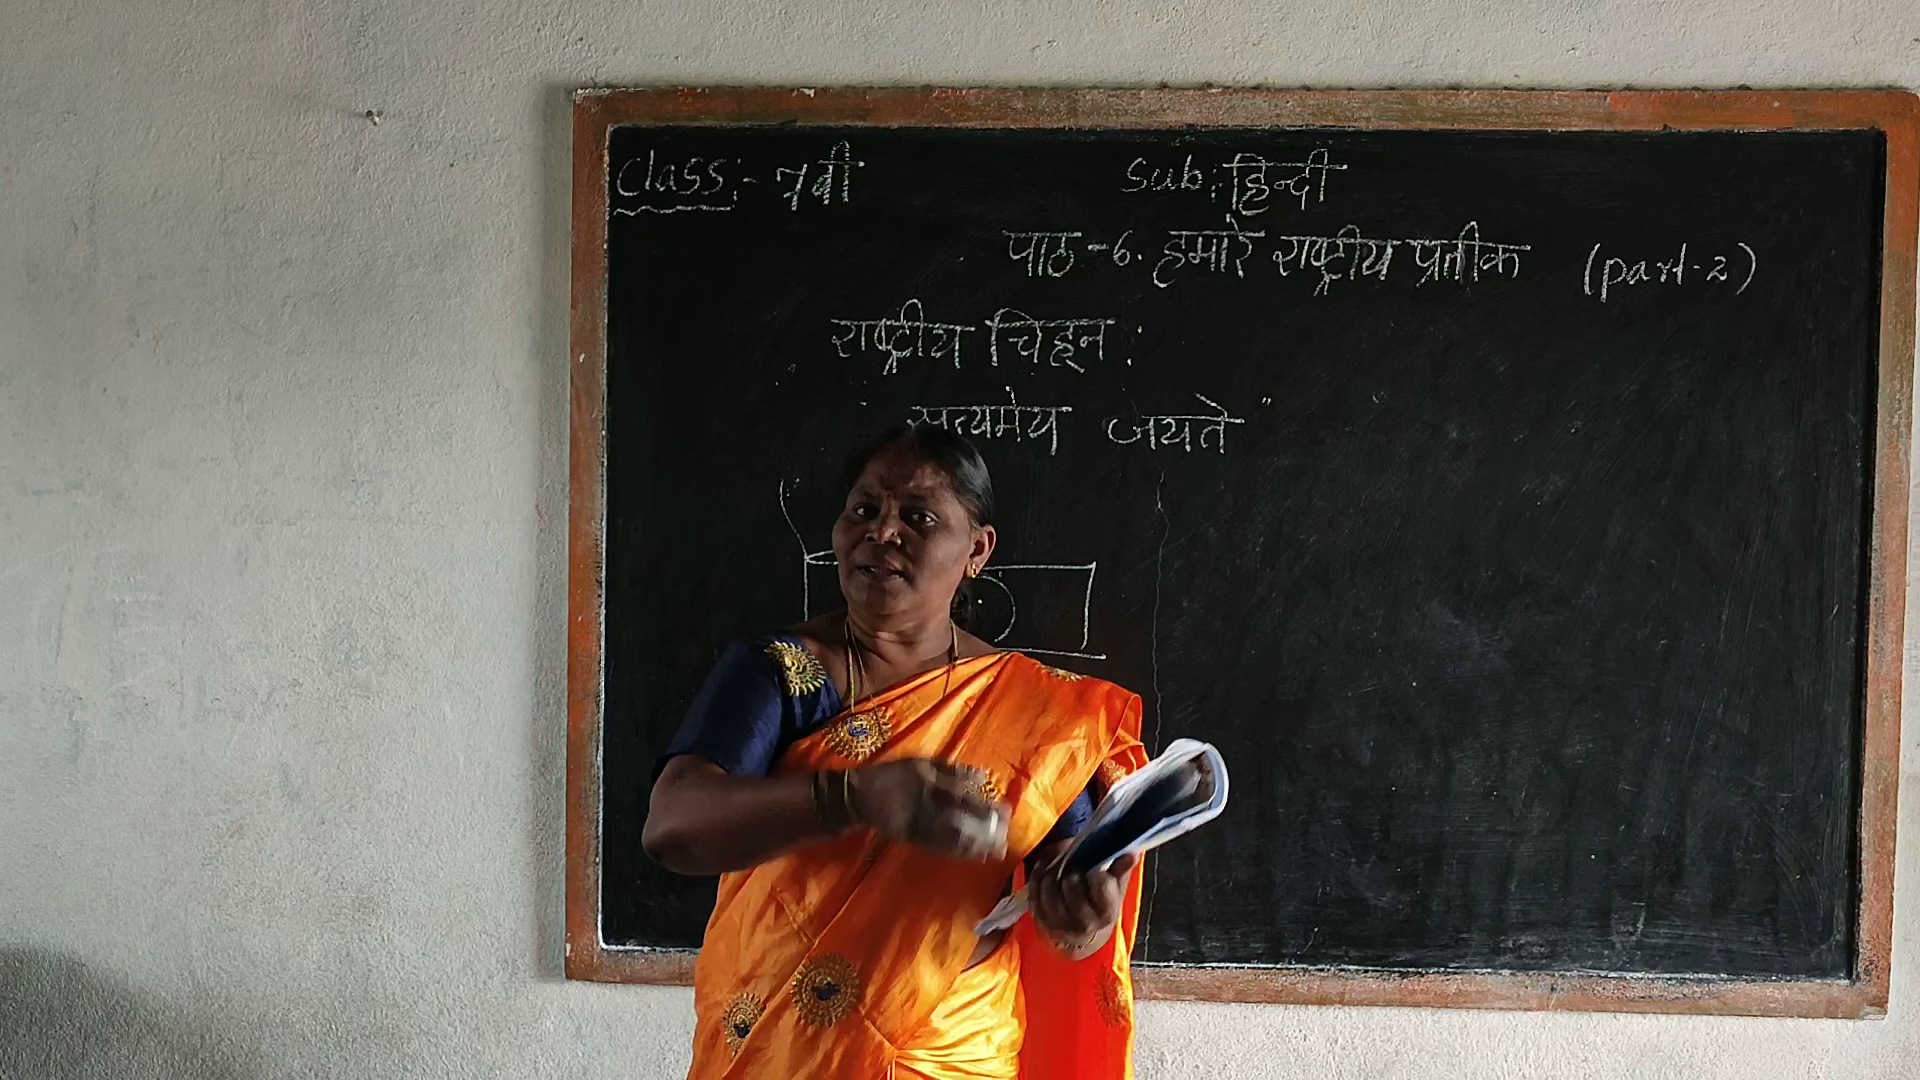 Class:- 7वी
Sub: हिन्दी
पाठ-6. हमारे राष्ट्रीय प्रतीक (part-2)
राष्ट्रीय चिह्न :
सत्यमेय जयते"